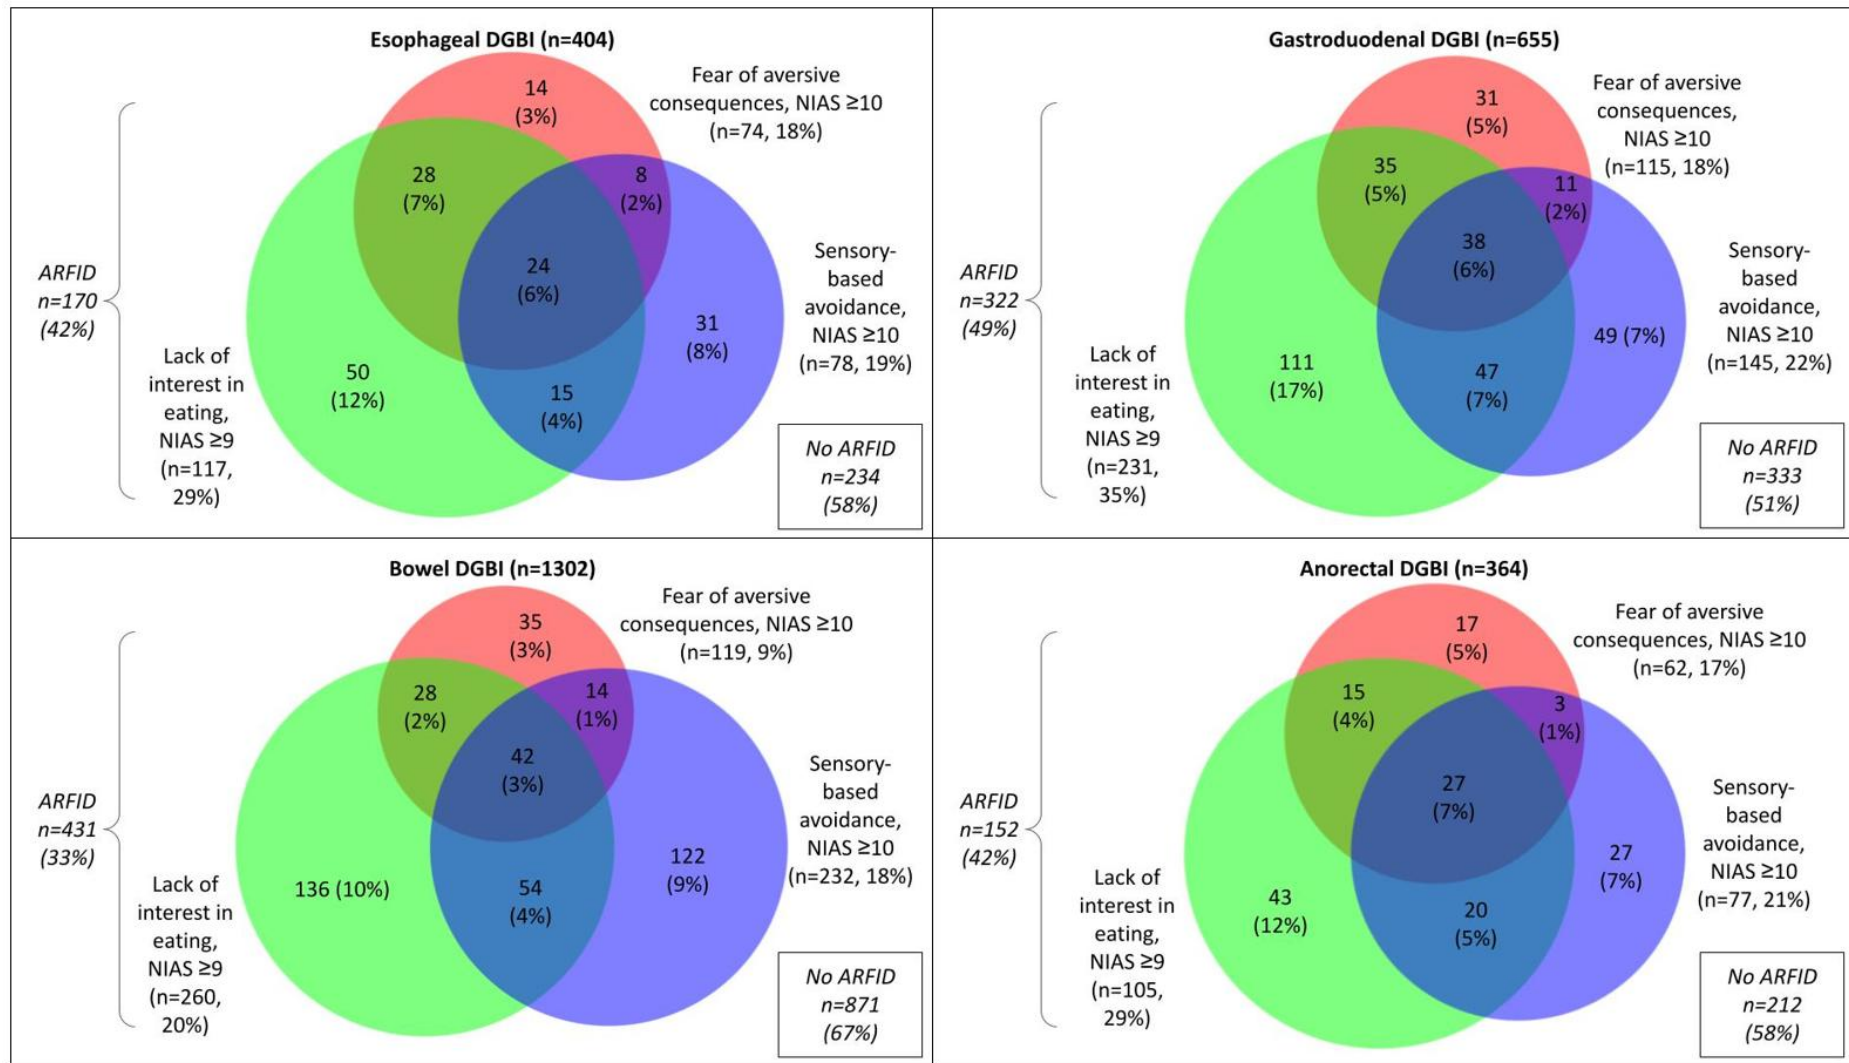 Esophageal DGBI (n=404)
14
(3%)
Fear of aversive
consequences, NIAS ≥10
(n=74, 18%)
28
(7%)
8
(2%)
ARFID
n=170
(42%)
24
(6%)
Sensory-
based
avoidance,
NIAS ≥10
(n=78, 19%)
31
(8%)
Lack of
interest in
eating,
NIAS ≥9
(n=117,
29%)
50
(12%)
15
(4%)
No ARFID
n=234
(58%)
Gastroduodenal DGBI (n=655)
31
(5%)
Fear of aversive
consequences,
NIAS ≥10
(n=115, 18%)
35
(5%)
11
(2%)
ARFID
n=322
(49%)
38
(6%)
Sensory-
based
avoidance,
NIAS ≥10
(n=145, 22%)
49 (7%)
Lack of
interest in
eating,
NIAS ≥9
(n=231,
35%)
111
(17%)
47
(7%)
No ARFID
n=333
(51%)
Bowel DGBI (n=1302)
35
(3%)
Fear of aversive
consequences, NIAS ≥10
(n=119, 9%)
28
(2%)
14
(1%)
ARFID
n=431
(33%)
42
(3%)
Sensory-
based
avoidance,
NIAS ≥10
(n=232, 18%)
122
(9%)
Lack of
interest in
eating,
NIAS ≥9
(n=260,
20%)
136 (10%)
54
(4%)
No ARFID
n=871
(67%)
Anorectal DGBI (n=364)
17
(5%)
Fear of aversive
consequences, NIAS ≥10
(n=62, 17%)
15
(4%)
3
(1%)
ARFID
n=152
(42%)
27
(7%)
Sensory-
based
avoidance,
NIAS ≥10
(n=77, 21%)
27
(7%)
Lack of
interest in
eating,
NIAS ≥9
(n=105,
29%)
43
(12%)
20
(5%)
No ARFID
n=212
(58%)